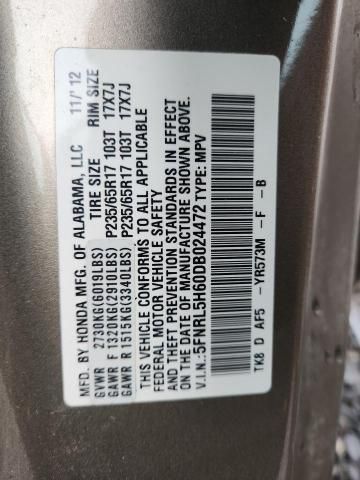 MFD. BY HONDA MFG. OF ALABAMA, LLC 11/'12
TIRE SIZE RIM SIZE
GVWR 2730KG(6019LBS)
GAWR F 1320KG(2910LBS) P235/65R17 103T 17X7J
GAWR R 1515KG(3340LBS) P235/65R17 103T 17X7J
THIS VEHICLE CONFORMS TO ALL APPLICABLE
FEDERAL MOTOR VEHICLE SAFETY STANDARDS IN EFFECT
AND THEFT PREVENTION STANDARDS IN EFFECT
ON THE DATE OF MANUFACTURE SHOWN ABOVE.
V.I.N.:5FNRL5H60DB024472 TYPE: MPV
TK8 D AF5 -YR573M -F -B